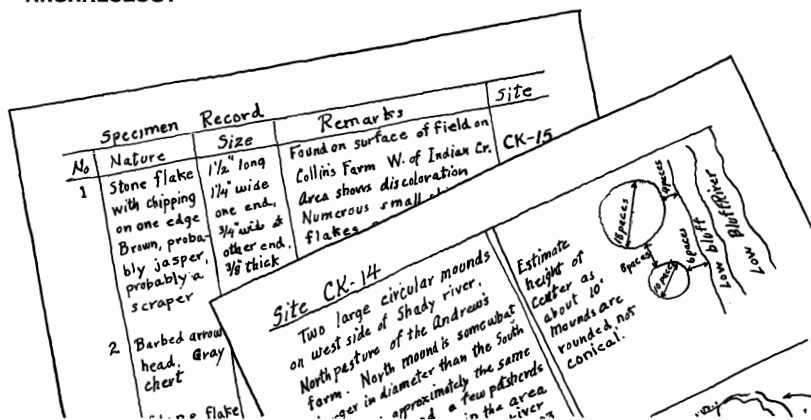 ARCHAEOLOGY
Specimen Record
No Nature Size Remarks Site
1
Stone flake
with chipping
on one edge
Brown, proba-
bly jasper,
probably a
scraper
1½" long
1¼" wide
one end,
¾" wide at
other end,
⅜" thick
Found on surface of field on
Collins Farm W. of Indian Cr.
Area shows discoloration
Numerous small
flakes
CK-15
2
Barbed arrow
head, Gray
chert
flake
Site CK-14
Two large circular mounds
on west side of Shady river.
North pasture of the Andrew's
farm. North mound is somewhat
larger in diameter than the South
approximately the same
a few potsherds
in the area
river
Estimate
height of
center as
about 10'.
Mounds are
rounded, not
conical.
18 paces
4 paces
8 paces
10 paces
6 paces
Low bluff
River
Bluff
Low